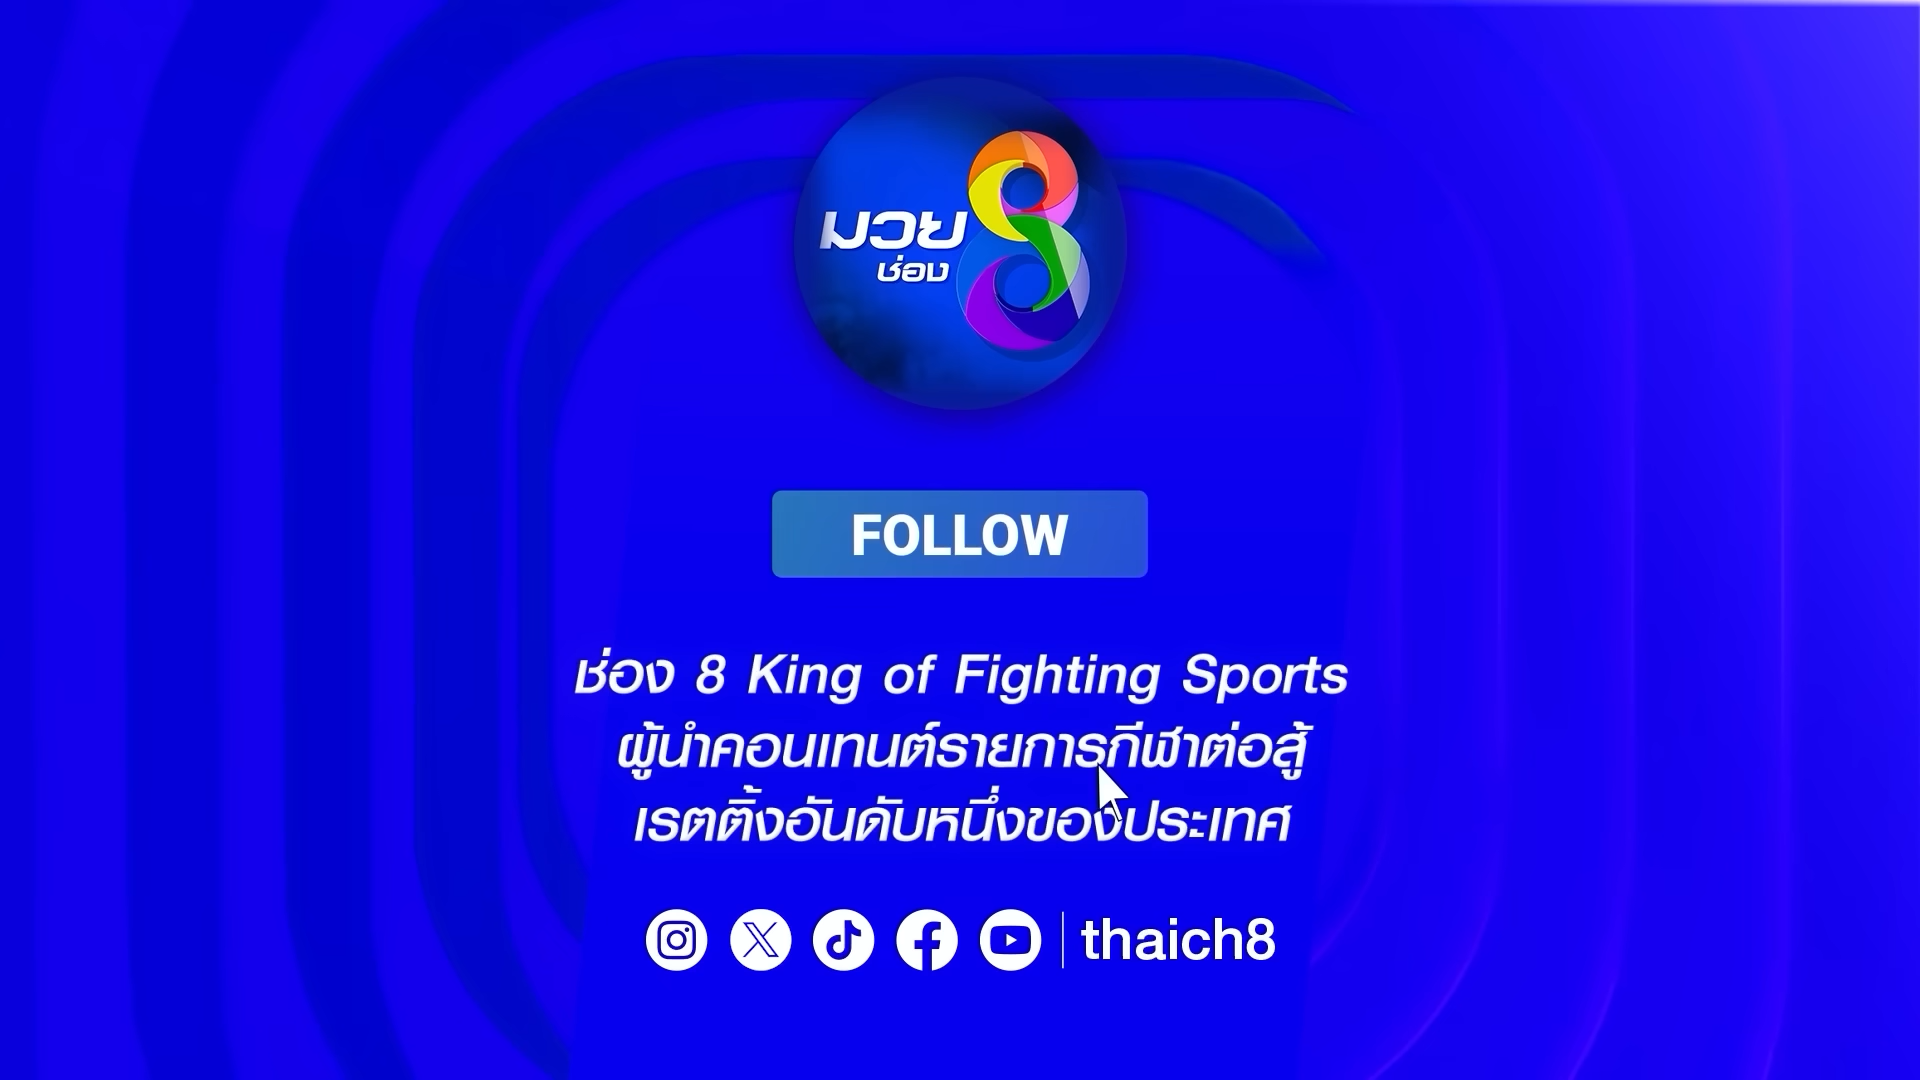 มวย
ช่อง 8
FOLLOW
ช่อง 8 King of Fighting Sports
ผู้นำคอนเทนต์รายการกีฬาต่อสู้
เรตติ้งอันดับหนึ่งของประเทศ
thaich8